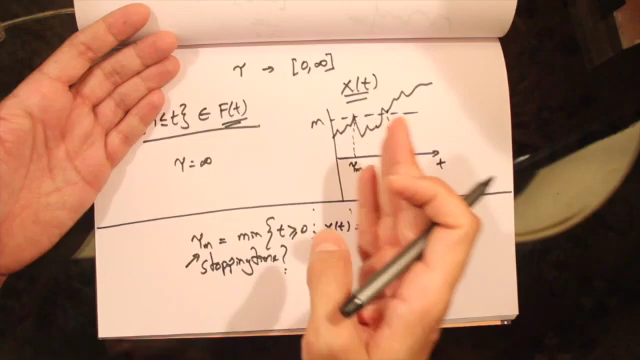 τ → [0,∞]
X(t)
≤t} ∈ F(t)
m
τ = ∞
τm
t
τm = min {t ≥ 0 : X(t) =
stopping time?